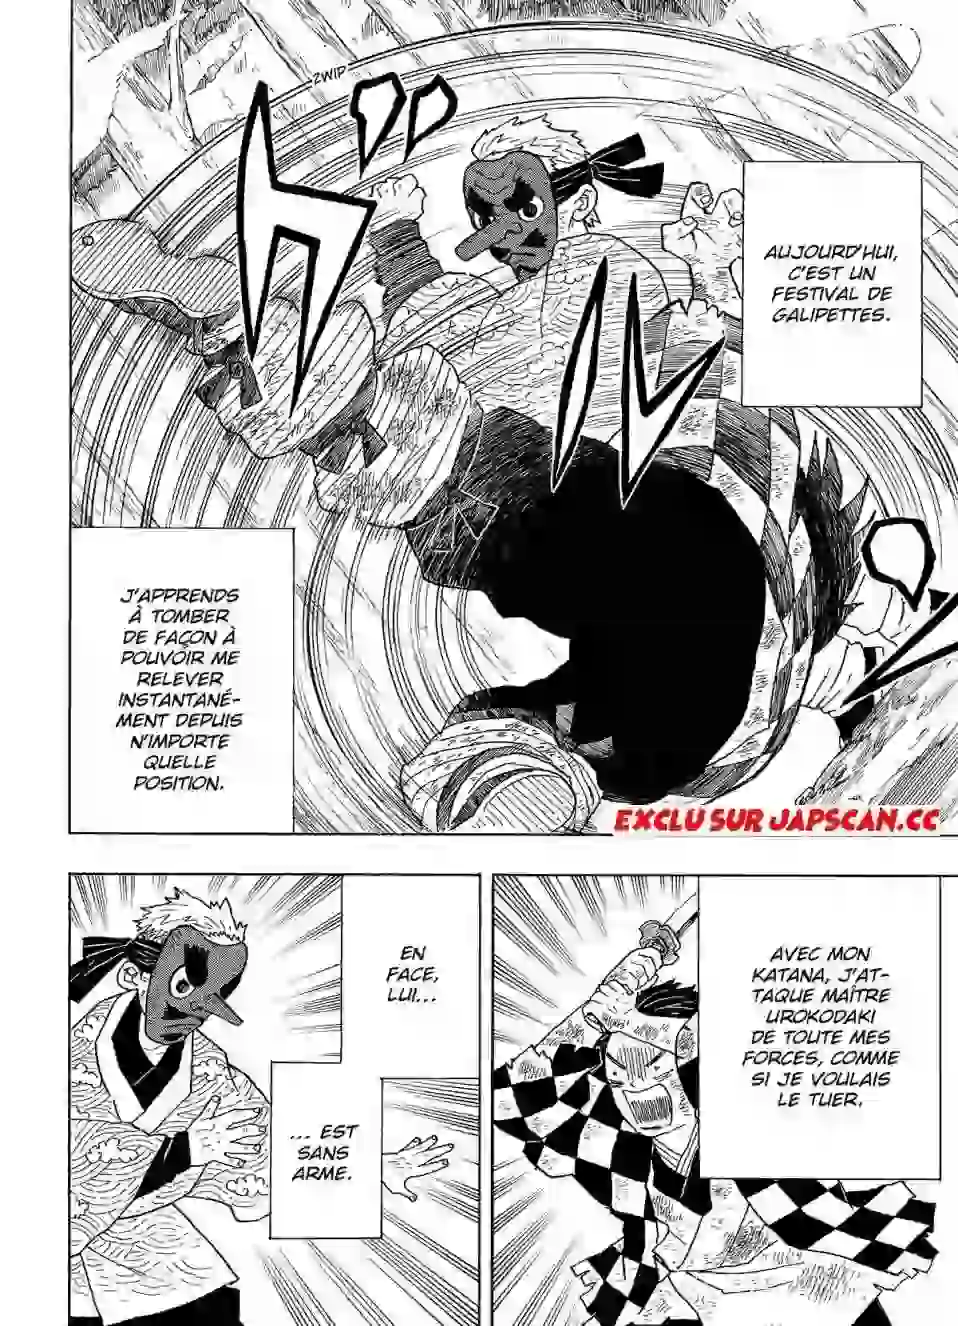 ZWIP
AUJOURD'HUI,
C'EST UN
FESTIVAL DE
GALIPETTES.
J'APPRENDS
À TOMBER
DE FAÇON À
POUVOIR ME
RELEVER
INSTANTANÉ-
MENT DEPUIS
N'IMPORTE
QUELLE
POSITION.
EXCLU SUR JAPSCAN.CC
AVEC MON
KATANA, J'AT-
TAQUE MAÎTRE
UROKODAKI
DE TOUTE MES
FORCES, COMME
SI JE VOULAIS
LE TUER.
EN
FACE,
LUI...
... EST
SANS
ARME.